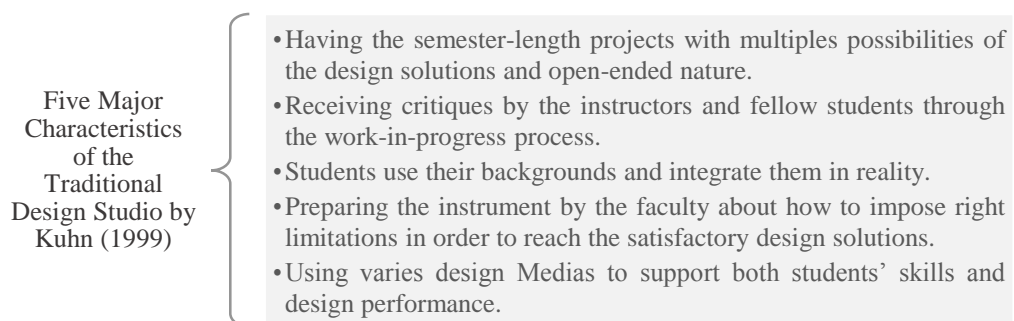 Five Major
Characteristics
of the
Traditional
Design Studio by
Kuhn (1999)
•Having the semester-length projects with multiples possibilities of
the design solutions and open-ended nature.
•Receiving critiques by the instructors and fellow students through
the work-in-progress process.
•Students use their backgrounds and integrate them in reality.
•Preparing the instrument by the faculty about how to impose right
limitations in order to reach the satisfactory design solutions.
•Using varies design Medias to support both students’ skills and
design performance.